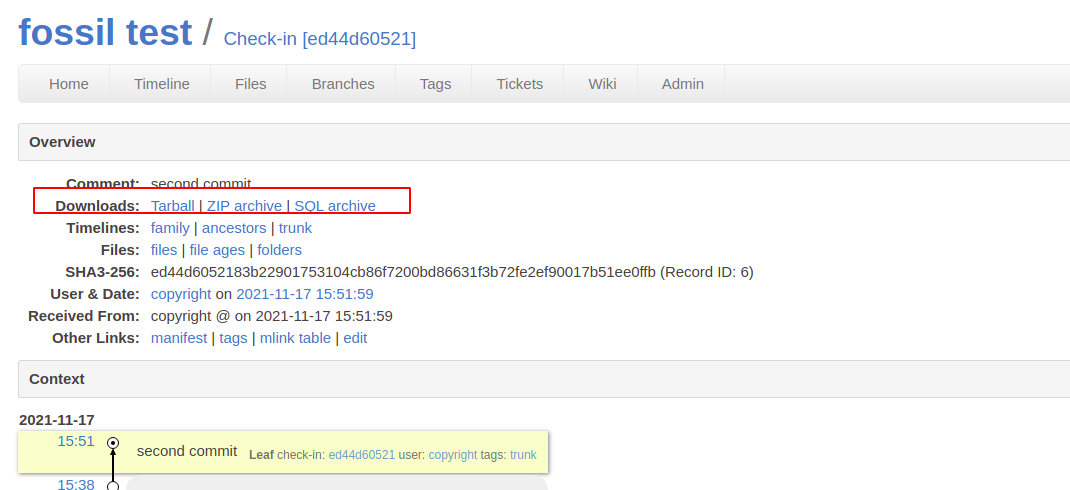 fossil test / Check-in [ed44d60521]
Home Timeline Files Branches Tags Tickets Wiki Admin
Overview
Comment: second commit
Downloads: Tarball | ZIP archive | SQL archive
Timelines: family | ancestors | trunk
Files: files | file ages | folders
SHA3-256: ed44d6052183b22901753104cb86f7200bd86631f3b72fe2ef90017b51ee0ffb (Record ID: 6)
User & Date: copyright on 2021-11-17 15:51:59
Received From: copyright @ on 2021-11-17 15:51:59
Other Links: manifest | tags | mlink table | edit
Context
2021-11-17
15:51 second commit Leaf check-in: ed44d60521 user: copyright tags: trunk
15:38